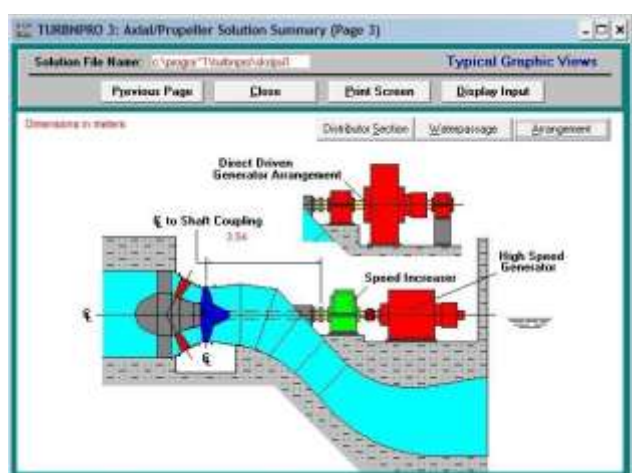 TURBNPRO 3: Axial/Propeller Solution Summary (Page 3)
Solution File Name:
Typical Graphic Views
Previous Page
Close
Print Screen
Display Input
Dimensions in meters
Distributor Section
Waterpassage
Arrangement
Direct Driven
Generator Arrangement
℄ to Shaft Coupling
3.54
High Speed
Generator
Speed Increaser
℄
℄